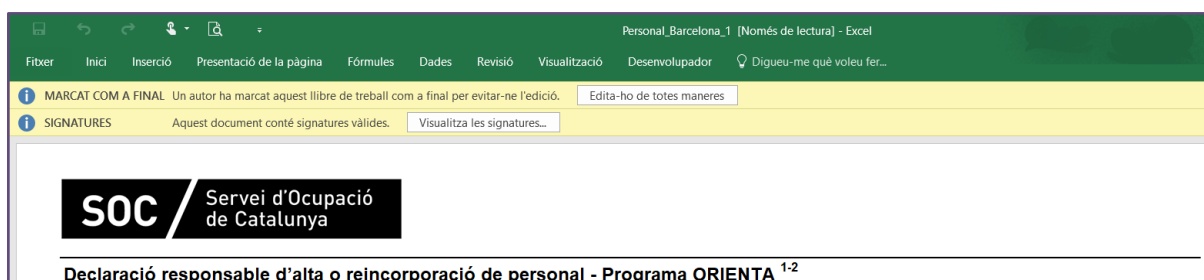 Personal_Barcelona_1 [Només de lectura] - Excel
Fitxer Inici Inserció Presentació de la pàgina Fórmules Dades Revisió Visualització Desenvolupador Digueu-me què voleu fer...
MARCAT COM A FINAL Un autor ha marcat aquest llibre de treball com a final per evitar-ne l'edició. Edita-ho de totes maneres
SIGNATURES Aquest document conté signatures vàlides. Visualitza les signatures...
SOC Servei d'Ocupació
de Catalunya
Declaració responsable d'alta o reincorporació de personal - Programa ORIENTA 1-2